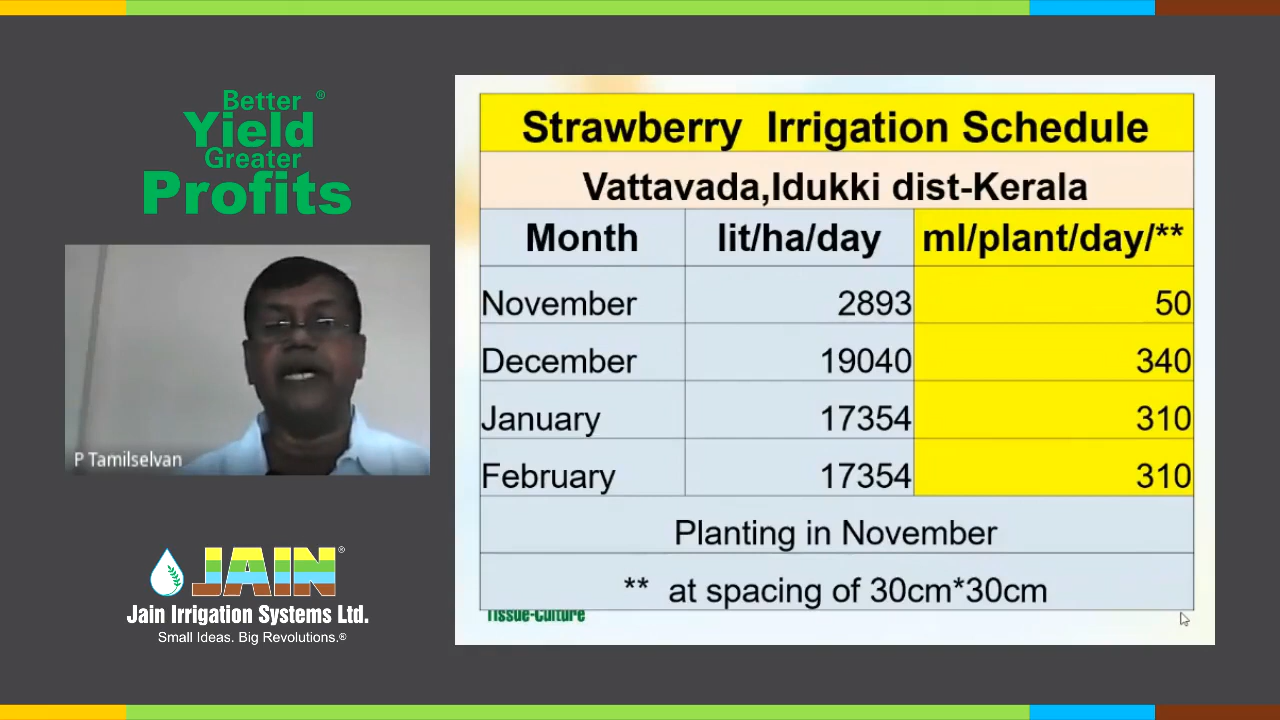 Better ®
Yield
Greater
Profits
P Tamilselvan
JAIN®
Jain Irrigation Systems Ltd.
Small Ideas. Big Revolutions.®
Strawberry Irrigation Schedule
Vattavada,Idukki dist-Kerala
Month lit/ha/day ml/plant/day/**
November 2893 50
December 19040 340
January 17354 310
February 17354 310
Planting in November
** at spacing of 30cm*30cm
Tissue-Culture